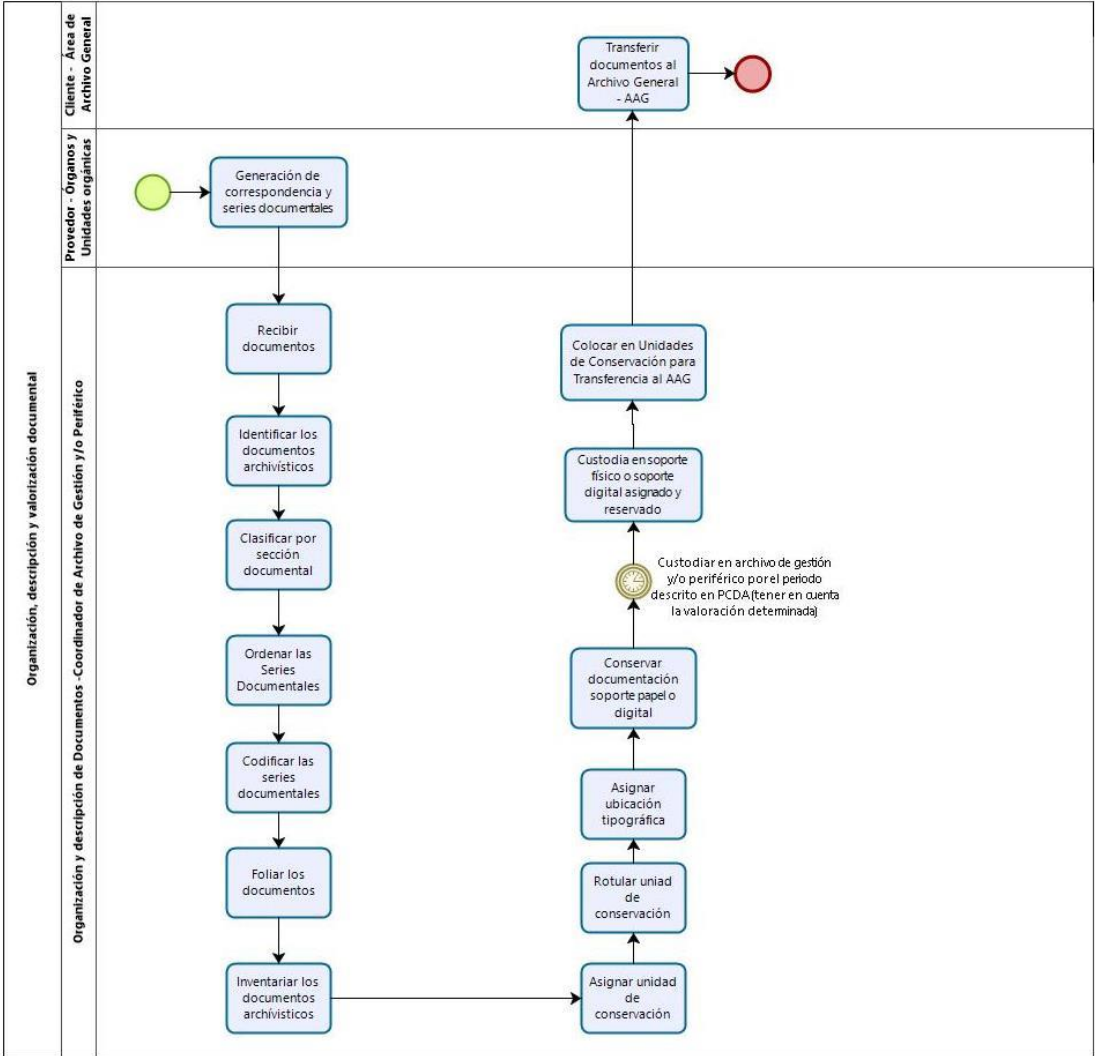 Organización, descripción y valorización documental
Cliente - Área de
Archivo General
Transferir
documentos al
Archivo General
- AAG
Provedor - Órganos y
Unidades orgánicas
Generación de
correspondencia y
series documentales
Organización y descripción de Documentos -Coordinador de Archivo de Gestión y/o Periférico
Recibir
documentos
Identificar los
documentos
archivísticos
Clasificar por
sección
documental
Ordenar las
Series
Documentales
Codificar las
series
documentales
Foliar los
documentos
Inventariar los
documentos
archívisticos
Asignar unidad
de
conservación
Rotular uniad
de
conservación
Asignar
ubicación
tipográfica
Conservar
documentación
soporte papel o
digital
Custodiar en archivo de gestión
y/o periférico por el periodo
descrito en PCDA(tener en cuenta
la valoración determinada)
Custodia en soporte
físico o soporte
digital asignado y
reservado
Colocar en Unidades
de Conservación para
Transferencia al AAG